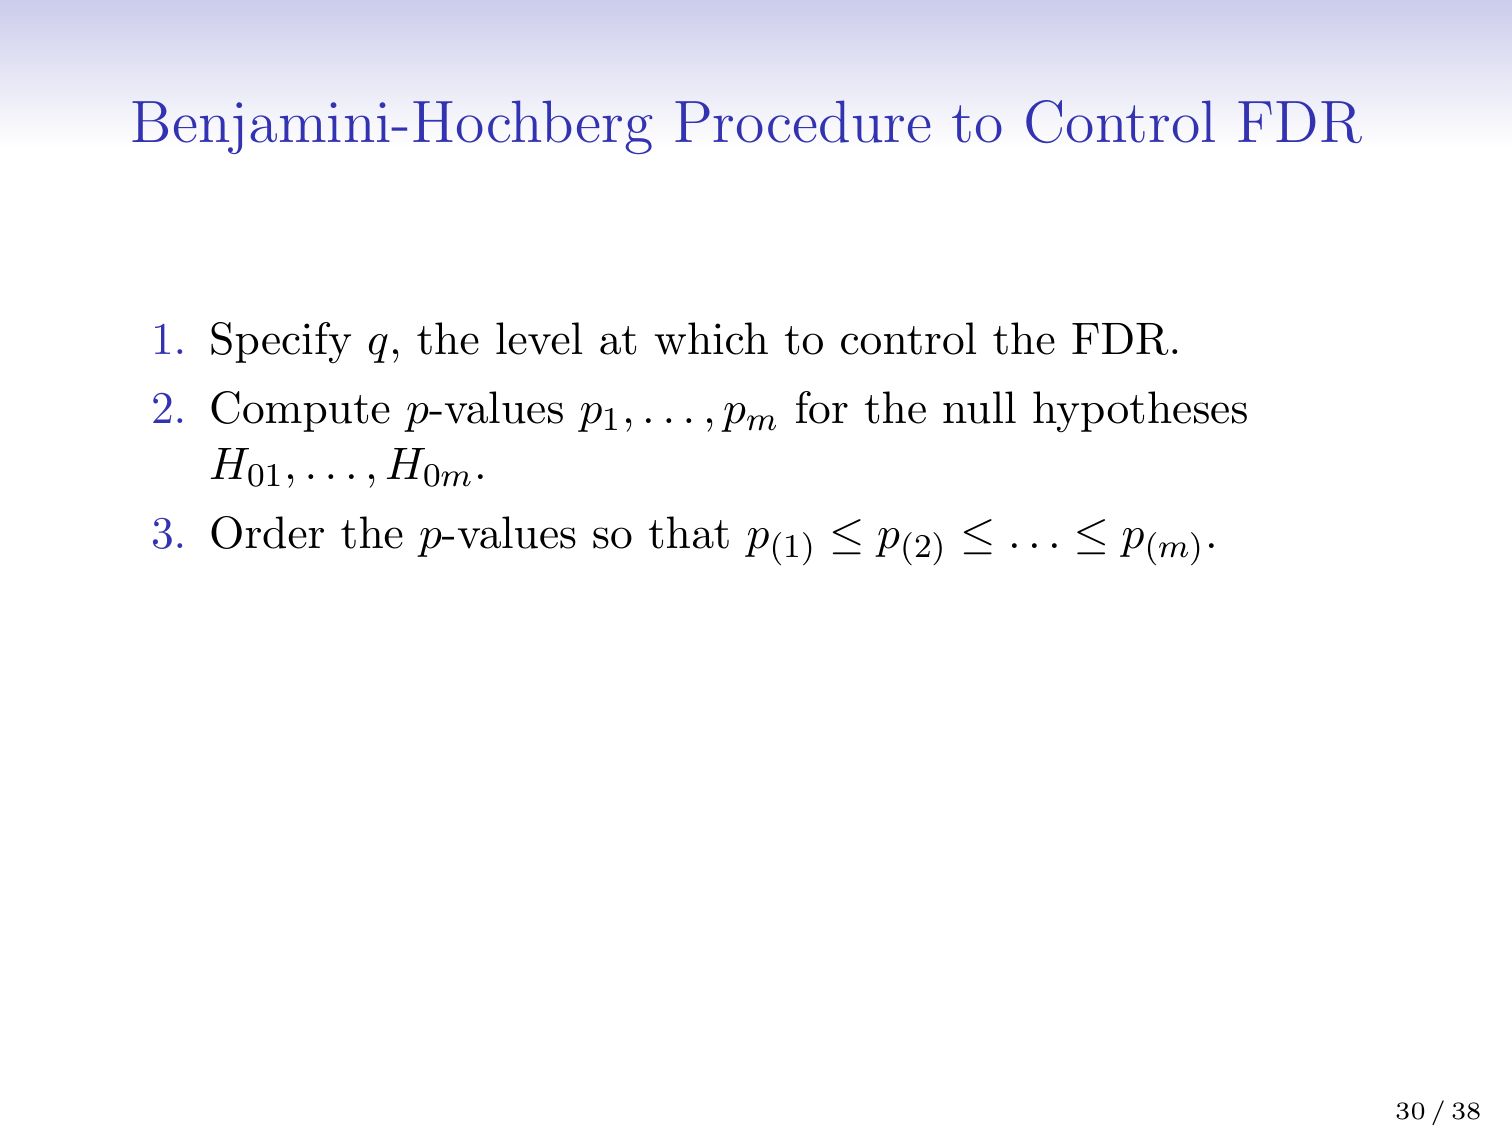 Benjamini-Hochberg Procedure to Control FDR
1. Specify q, the level at which to control the FDR.
2. Compute p-values p₁, . . . , pₘ for the null hypotheses
H₀₁, . . . , H₀ₘ.
3. Order the p-values so that p₍₁₎ ≤ p₍₂₎ ≤ . . . ≤ p₍ₘ₎.
30 / 38